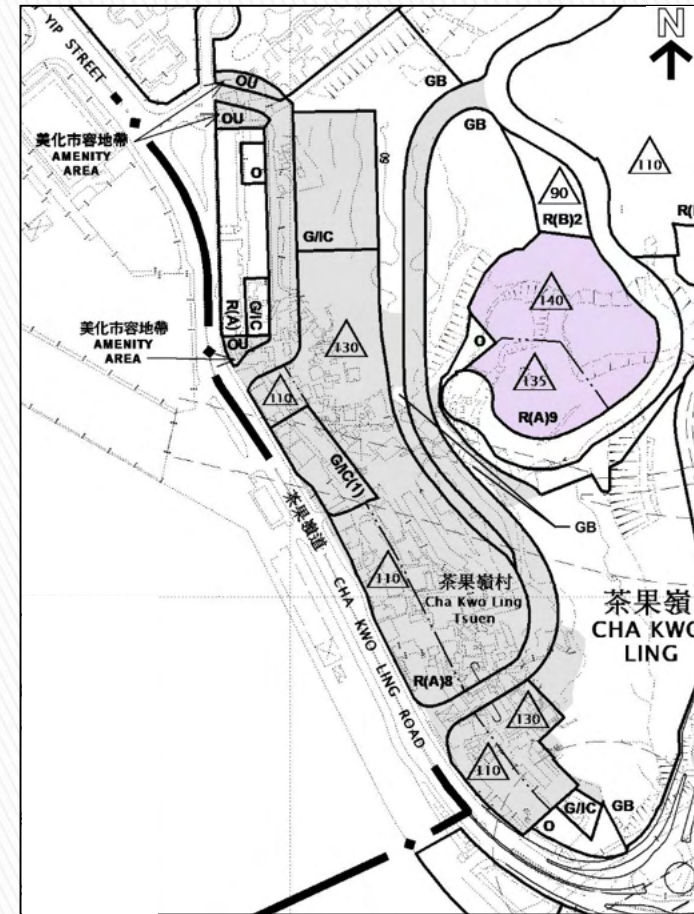 N
YIP STREET
OU
GB
GB
美化市容地帶
AMENITY
AREA
OU
110
90
R(B)2
O
60
G/IC
140
R(A)
G/IC
美化市容地帶
AMENITY
AREA
OU
130
O
135
R(A)9
110
G/IC(1)
GB
茶果嶺道
CHA KWO LING ROAD
110
茶果嶺村
Cha Kwo Ling
Tsuen
茶果嶺
CHA KWO
LING
R(A)8
130
110
G/IC
GB
O